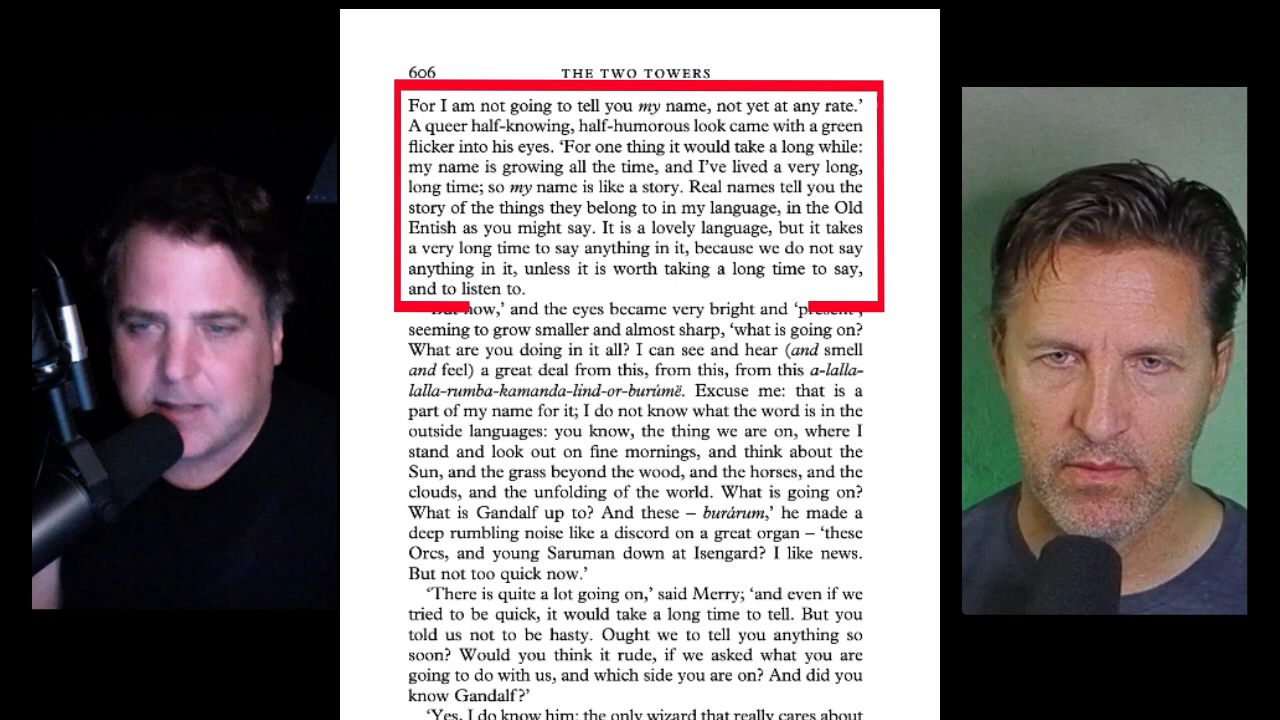 606 THE TWO TOWERS
For I am not going to tell you my name, not yet at any rate.’
A queer half-knowing, half-humorous look came with a green
flicker into his eyes. ‘For one thing it would take a long while:
my name is growing all the time, and I’ve lived a very long,
long time; so my name is like a story. Real names tell you the
story of the things they belong to in my language, in the Old
Entish as you might say. It is a lovely language, but it takes
a very long time to say anything in it, because we do not say
anything in it, unless it is worth taking a long time to say,
and to listen to.
now,’ and the eyes became very bright and ‘present’,
seeming to grow smaller and almost sharp, ‘what is going on?
What are you doing in it all? I can see and hear (and smell
and feel) a great deal from this, from this, from this a-lalla-
lalla-rumba-kamanda-lind-or-burúmë. Excuse me: that is a
part of my name for it; I do not know what the word is in the
outside languages: you know, the thing we are on, where I
stand and look out on fine mornings, and think about the
Sun, and the grass beyond the wood, and the horses, and the
clouds, and the unfolding of the world. What is going on?
What is Gandalf up to? And these – burárum,’ he made a
deep rumbling noise like a discord on a great organ – ‘these
Orcs, and young Saruman down at Isengard? I like news.
But not too quick now.’
‘There is quite a lot going on,’ said Merry; ‘and even if we
tried to be quick, it would take a long time to tell. But you
told us not to be hasty. Ought we to tell you anything so
soon? Would you think it rude, if we asked what you are
going to do with us, and which side you are on? And did you
know Gandalf?’
‘Yes, I do know him: the only wizard that really cares about